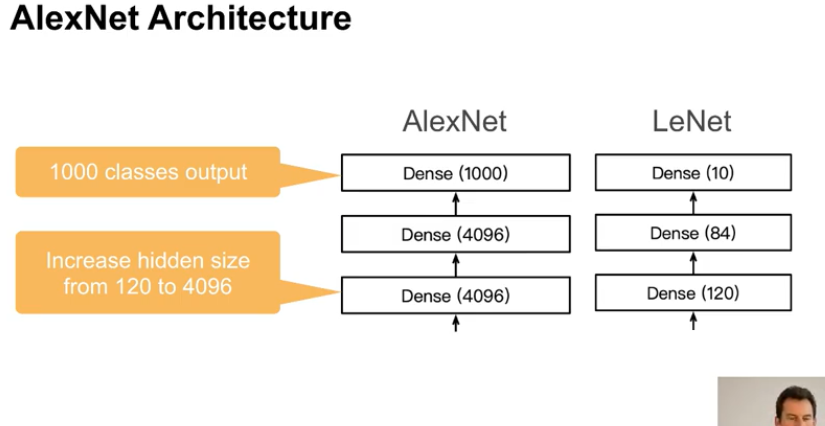 AlexNet Architecture
AlexNet
LeNet
1000 classes output
Dense (1000)
Dense (10)
Increase hidden size
from 120 to 4096
Dense (4096)
Dense (84)
Dense (4096)
Dense (120)